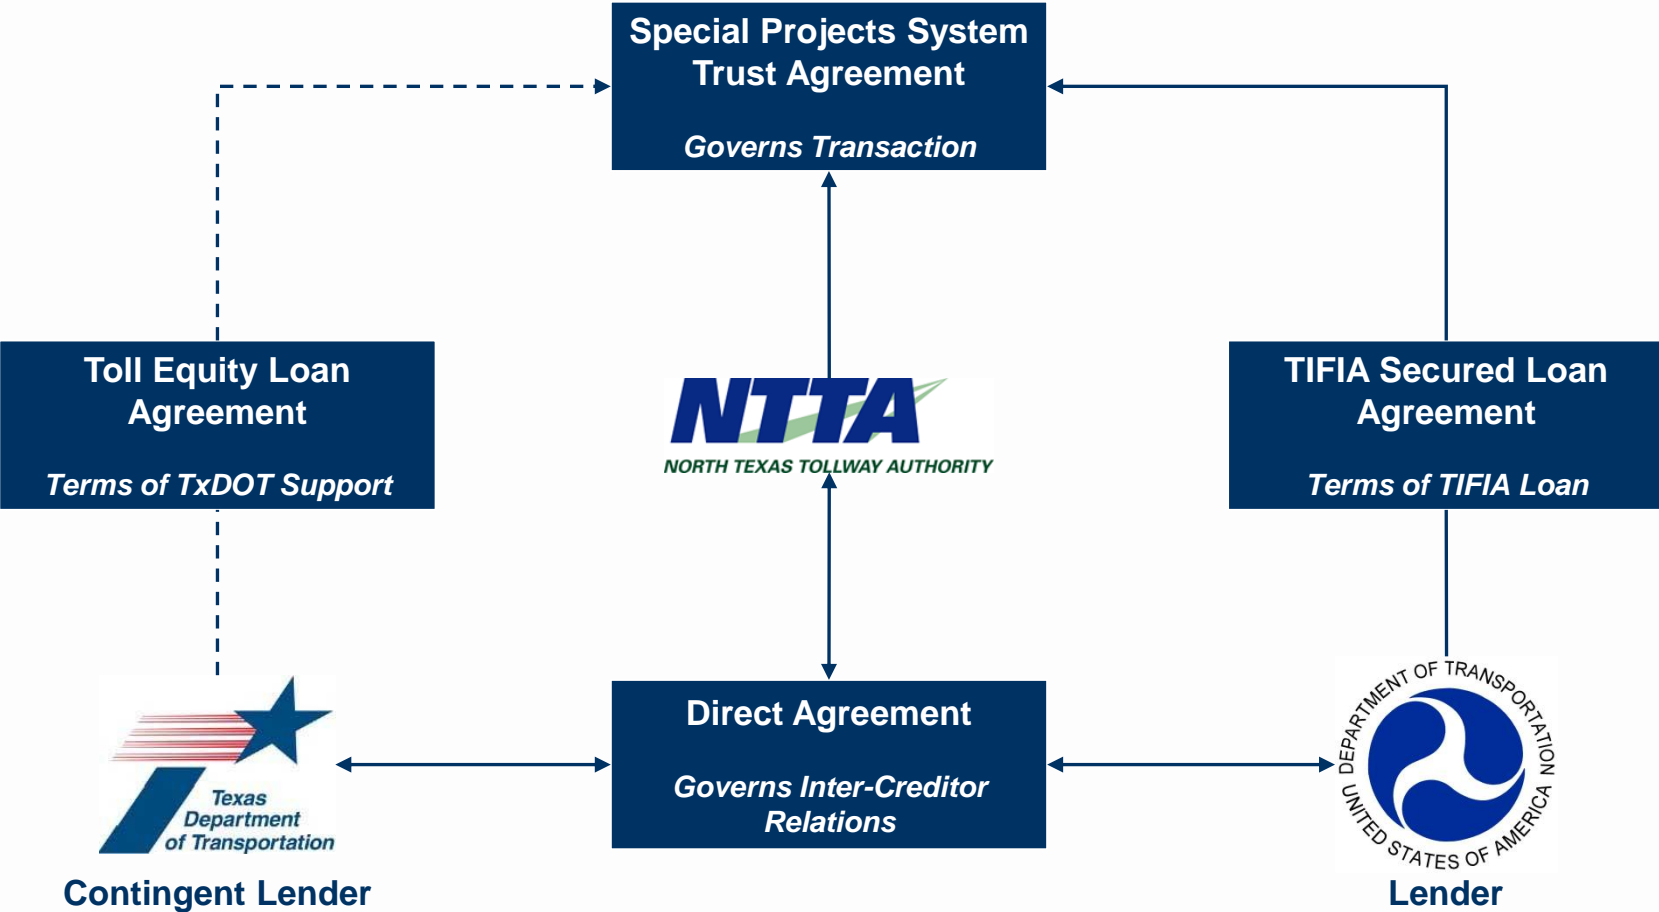 Special Projects System
Trust Agreement
Governs Transaction
Toll Equity Loan
Agreement
Terms of TxDOT Support
NTTA
NORTH TEXAS TOLLWAY AUTHORITY
TIFIA Secured Loan
Agreement
Terms of TIFIA Loan
Texas
Department
of Transportation
Contingent Lender
Direct Agreement
Governs Inter-Creditor
Relations
DEPARTMENT OF TRANSPORTATION
UNITED STATES OF AMERICA
Lender